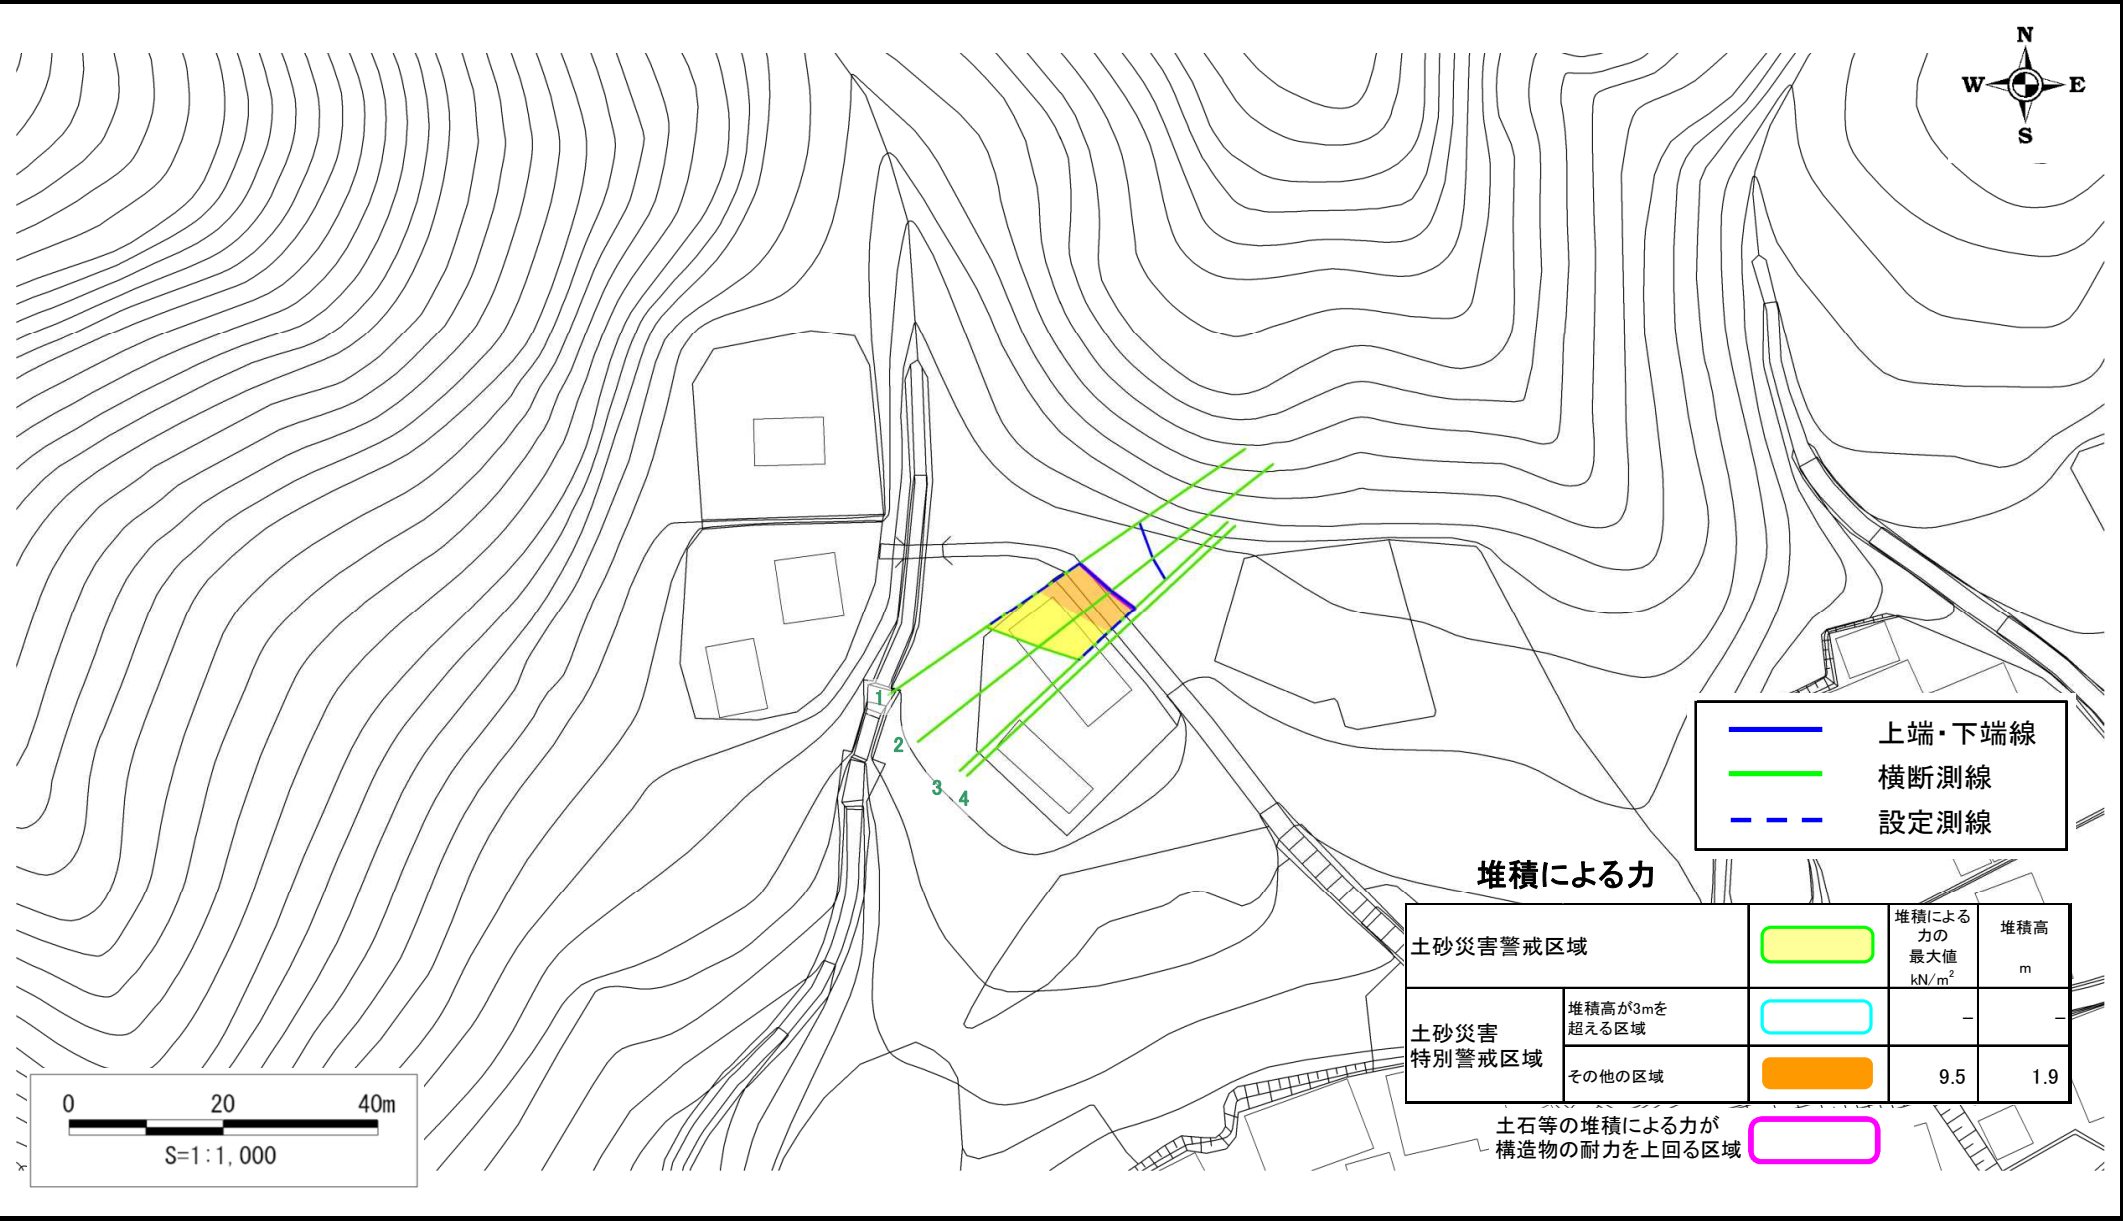 N
W E
S
1
2
3
4
上端・下端線
横断測線
設定測線
堆積による力
土砂災害警戒区域
堆積による
力の
最大値
kN/m²
堆積高
m
土砂災害
特別警戒区域
堆積高が3mを
超える区域
－ －
その他の区域
9.5 1.9
土石等の堆積による力が
構造物の耐力を上回る区域
0 20 40m
S=1:1,000